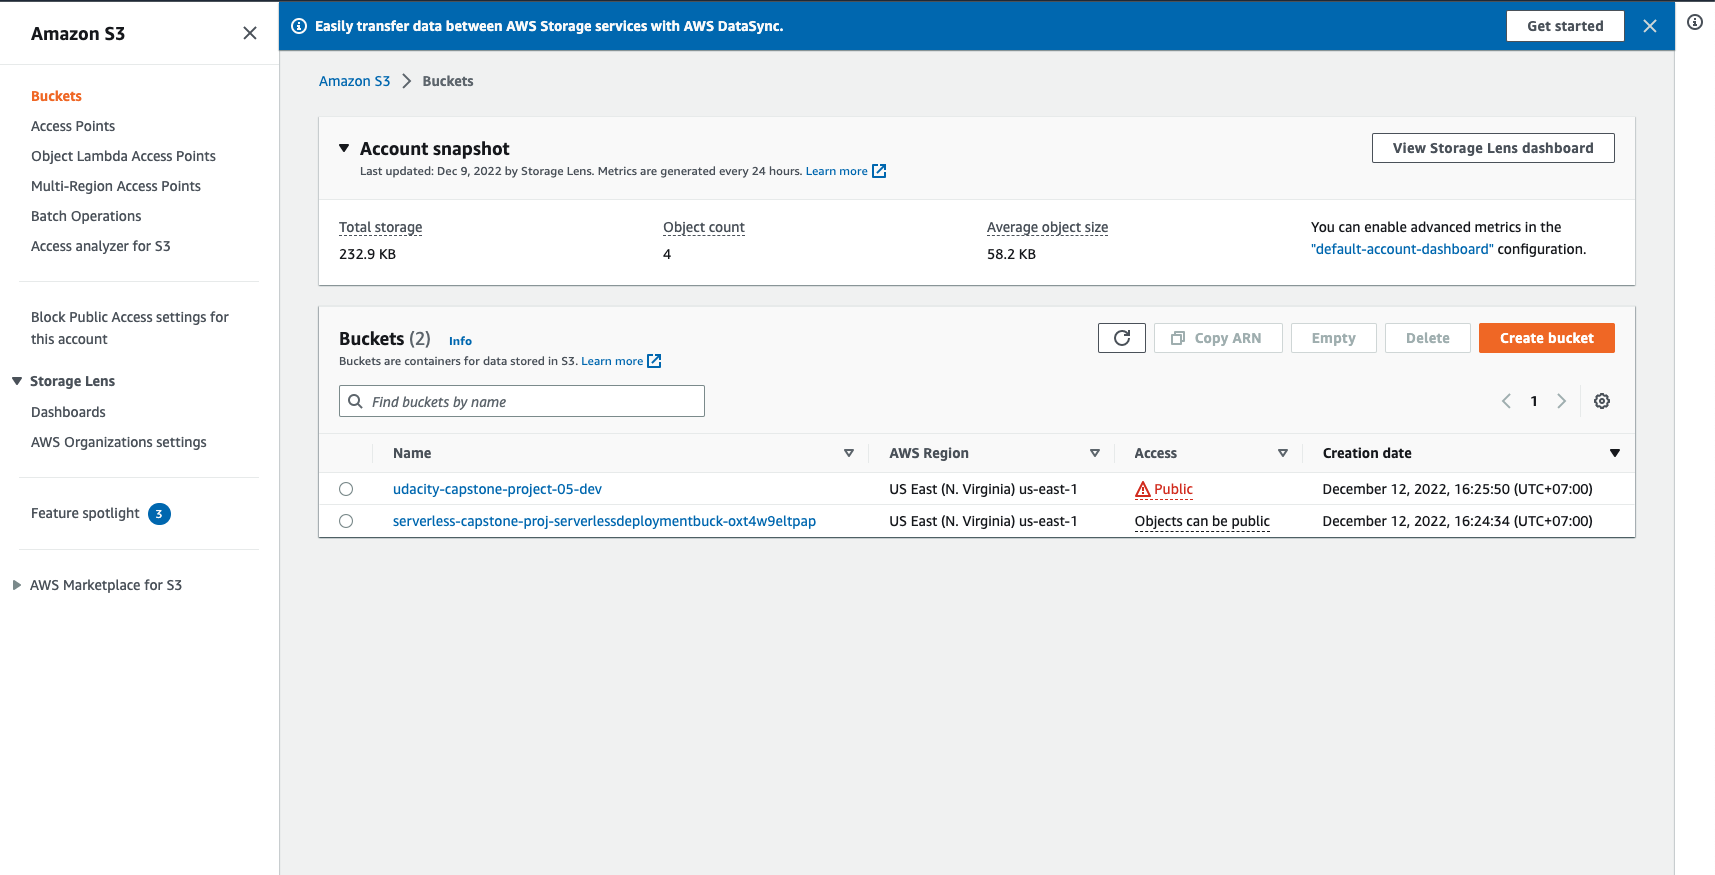 Amazon S3
Easily transfer data between AWS Storage services with AWS DataSync.
Get started
Buckets
Access Points
Object Lambda Access Points
Multi-Region Access Points
Batch Operations
Access analyzer for S3
Block Public Access settings for
this account
Storage Lens
Dashboards
AWS Organizations settings
Feature spotlight 3
AWS Marketplace for S3
Amazon S3 Buckets
Account snapshot
View Storage Lens dashboard
Last updated: Dec 9, 2022 by Storage Lens. Metrics are generated every 24 hours. Learn more
Total storage
232.9 KB
Object count
4
Average object size
58.2 KB
You can enable advanced metrics in the
"default-account-dashboard" configuration.
Buckets (2) Info
Buckets are containers for data stored in S3. Learn more
Copy ARN
Empty
Delete
Create bucket
Find buckets by name
1
Name AWS Region Access Creation date
udacity-capstone-project-05-dev US East (N. Virginia) us-east-1 Public December 12, 2022, 16:25:50 (UTC+07:00)
serverless-capstone-proj-serverlessdeploymentbuck-oxt4w9eltpap US East (N. Virginia) us-east-1 Objects can be public December 12, 2022, 16:24:34 (UTC+07:00)